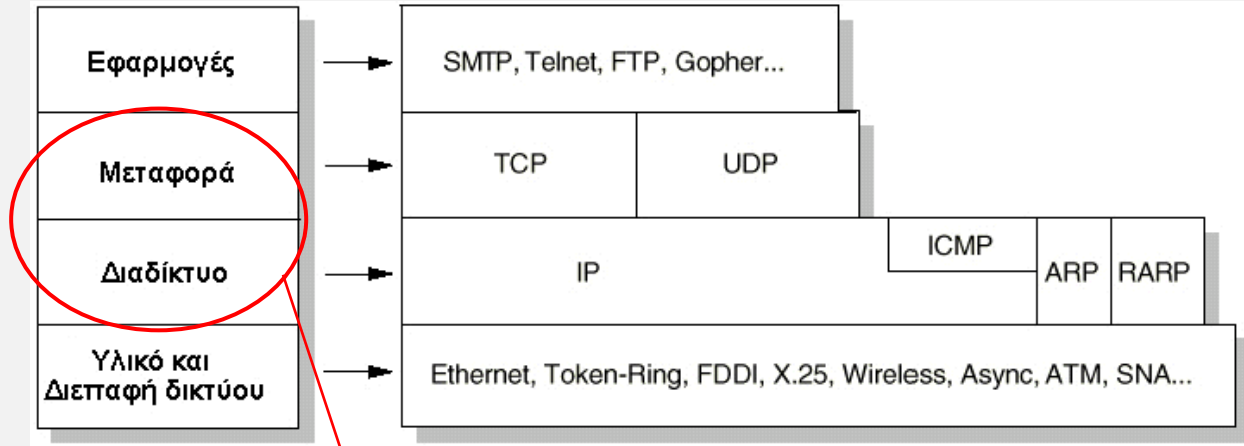 Εφαρμογές
SMTP, Telnet, FTP, Gopher...
Μεταφορά
TCP
UDP
Διαδίκτυο
IP
ICMP
ARP
RARP
Υλικό και
Διεπαφή δικτύου
Ethernet, Token-Ring, FDDI, X.25, Wireless, Async, ATM, SNA...